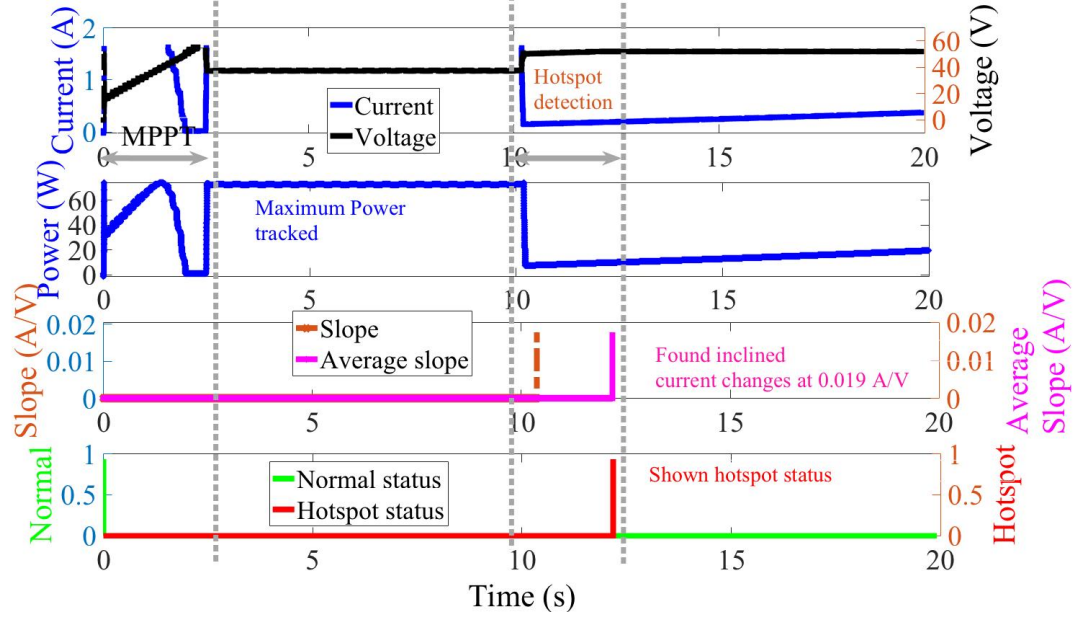 Current (A)
2
1
0
60
40
20
0
Voltage (V)
Hotspot
detection
Current
Voltage
MPPT
0
5
10
15
20
Power (W)
60
40
20
0
Maximum Power
tracked
0
5
10
15
20
Slope (A/V)
0.02
0.01
0
Slope
Average slope
Found inclined
current changes at 0.019 A/V
0.02
0.01
0
Average
Slope (A/V)
0
5
10
15
20
Normal
1
0.5
0
Normal status
Hotspot status
Shown hotspot status
1
0.5
0
Hotspot
0
5
10
15
20
Time (s)